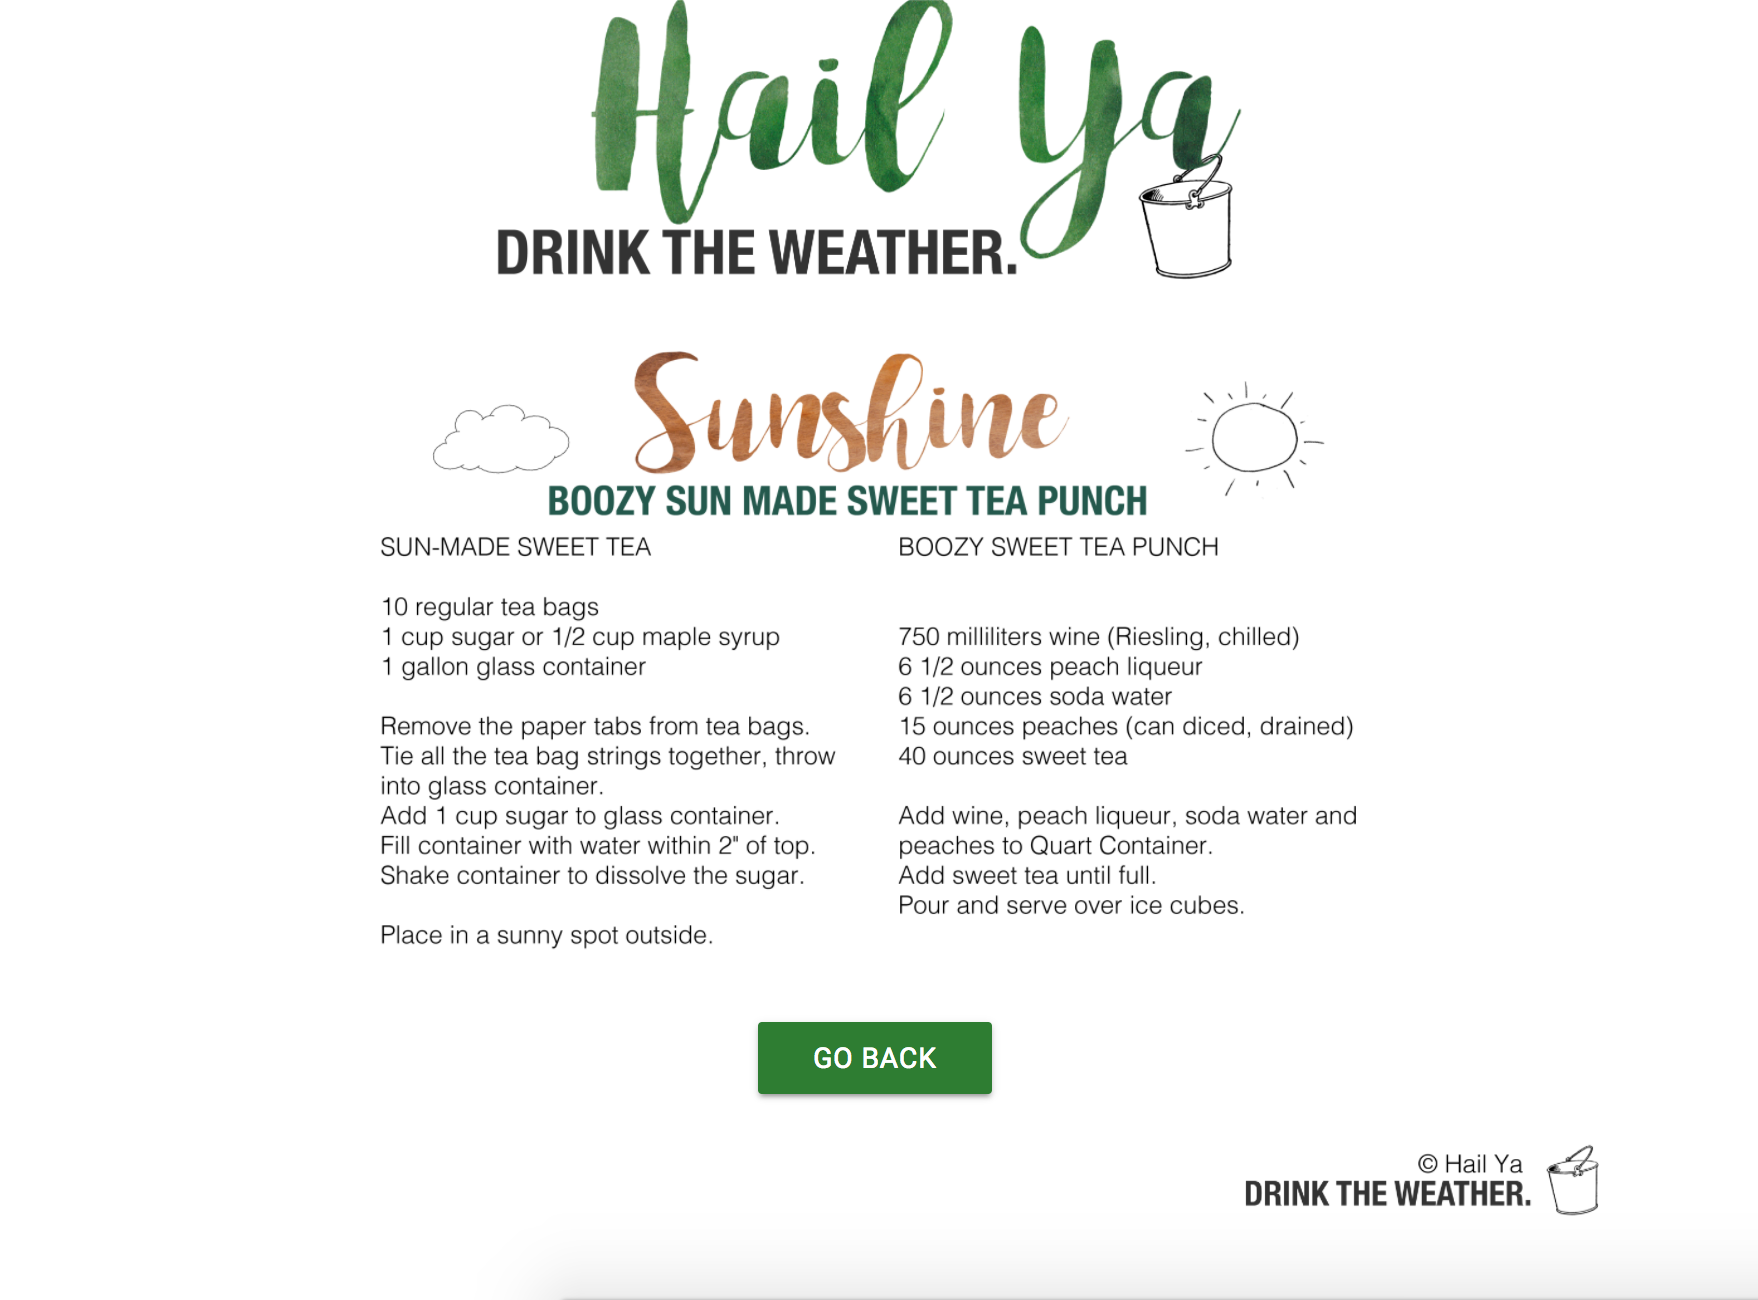 Hail Ya
DRINK THE WEATHER.
Sunshine
BOOZY SUN MADE SWEET TEA PUNCH
SUN-MADE SWEET TEA
10 regular tea bags
1 cup sugar or 1/2 cup maple syrup
1 gallon glass container
Remove the paper tabs from tea bags.
Tie all the tea bag strings together, throw
into glass container.
Add 1 cup sugar to glass container.
Fill container with water within 2" of top.
Shake container to dissolve the sugar.
Place in a sunny spot outside.
BOOZY SWEET TEA PUNCH
750 milliliters wine (Riesling, chilled)
6 1/2 ounces peach liqueur
6 1/2 ounces soda water
15 ounces peaches (can diced, drained)
40 ounces sweet tea
Add wine, peach liqueur, soda water and
peaches to Quart Container.
Add sweet tea until full.
Pour and serve over ice cubes.
GO BACK
© Hail Ya
DRINK THE WEATHER.